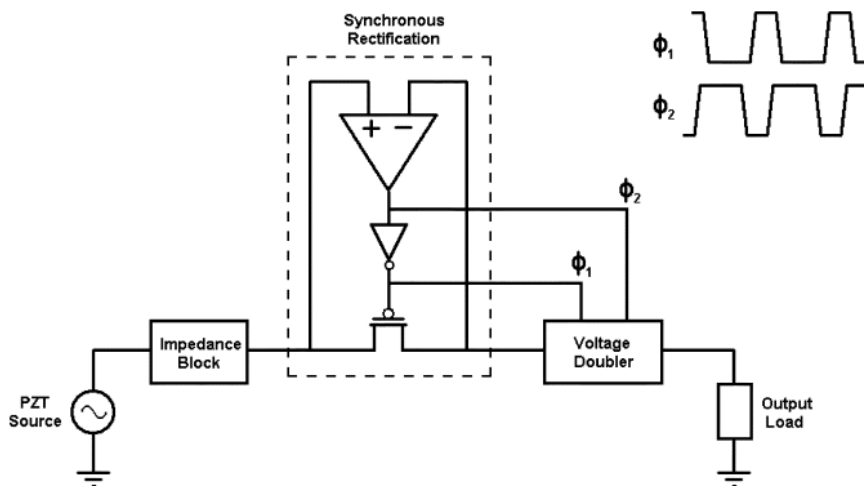 Synchronous
Rectification
ϕ1
ϕ2
+ −
ϕ2
ϕ1
Impedance
Block
Voltage
Doubler
PZT
Source
Output
Load